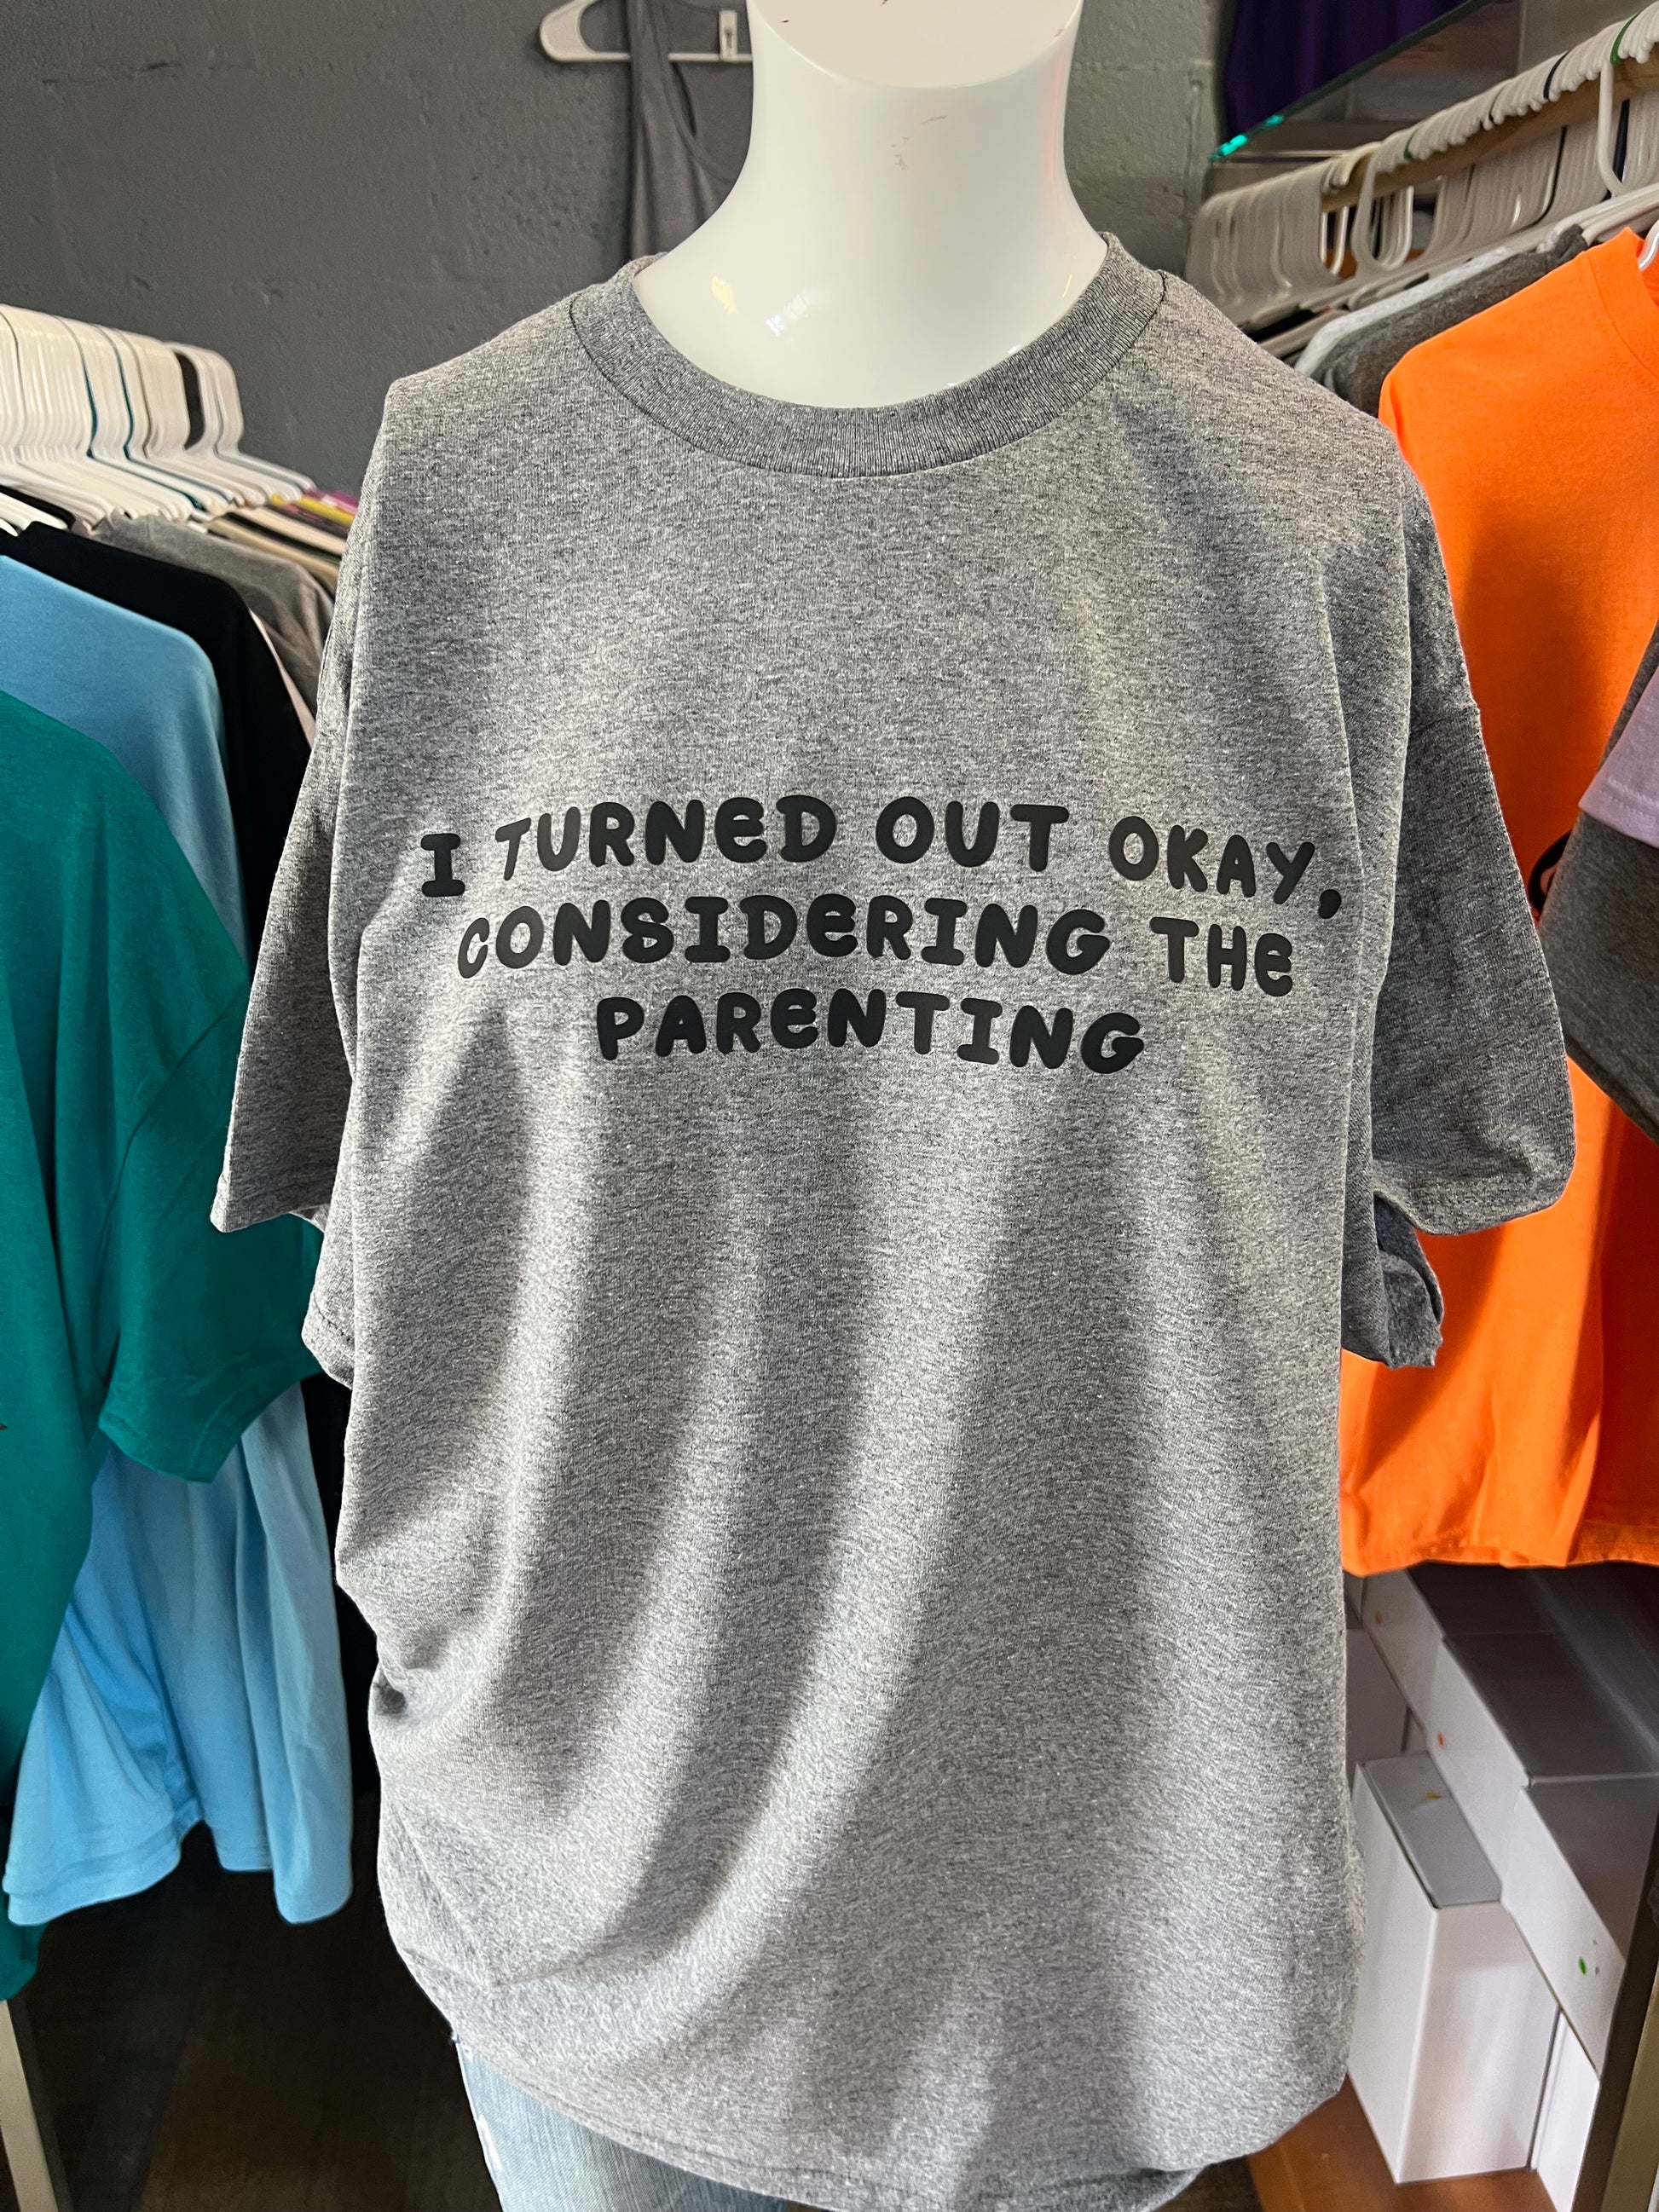 I TURNED OUT OKAY,
CONSIDERING THE
PARENTING